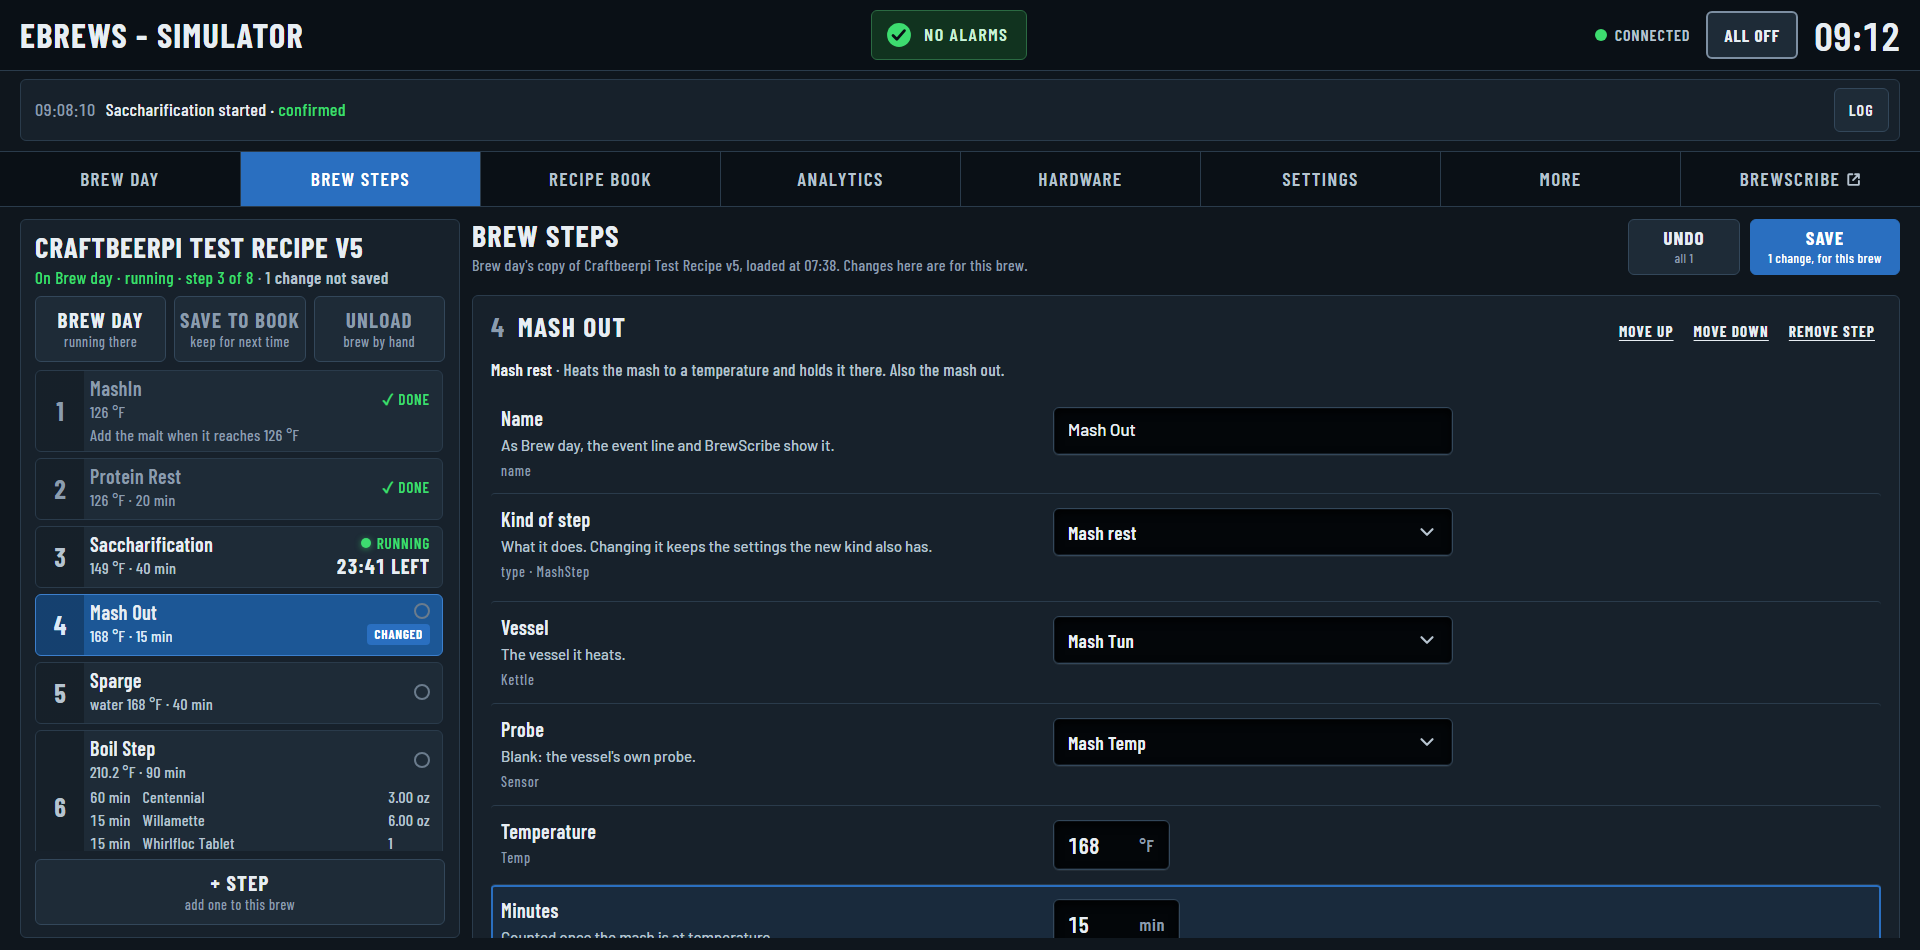 EBREWS - SIMULATOR
NO ALARMS
CONNECTED
ALL OFF
09:12
09:08:10 Saccharification started · confirmed
LOG
BREW DAY
BREW STEPS
RECIPE BOOK
ANALYTICS
HARDWARE
SETTINGS
MORE
BREWSCRIBE
CRAFTBEERPI TEST RECIPE V5
On Brew day · running · step 3 of 8 · 1 change not saved
BREW DAY
running there
SAVE TO BOOK
keep for next time
UNLOAD
brew by hand
1
MashIn
126 °F
Add the malt when it reaches 126 °F
✓ DONE
2
Protein Rest
126 °F · 20 min
✓ DONE
3
Saccharification
149 °F · 40 min
RUNNING
23:41 LEFT
4
Mash Out
168 °F · 15 min
CHANGED
5
Sparge
water 168 °F · 40 min
6
Boil Step
210.2 °F · 90 min
60 min Centennial 3.00 oz
15 min Willamette 6.00 oz
15 min Whirlfloc Tablet 1
+ STEP
add one to this brew
BREW STEPS
Brew day's copy of Craftbeerpi Test Recipe v5, loaded at 07:38. Changes here are for this brew.
UNDO
all 1
SAVE
1 change, for this brew
4 MASH OUT
MOVE UP
MOVE DOWN
REMOVE STEP
Mash rest · Heats the mash to a temperature and holds it there. Also the mash out.
Name
As Brew day, the event line and BrewScribe show it.
name
Mash Out
Kind of step
What it does. Changing it keeps the settings the new kind also has.
type · MashStep
Mash rest
Vessel
The vessel it heats.
Kettle
Mash Tun
Probe
Blank: the vessel's own probe.
Sensor
Mash Temp
Temperature
Temp
168 °F
Minutes
Counted once the mash is at temperature.
15 min